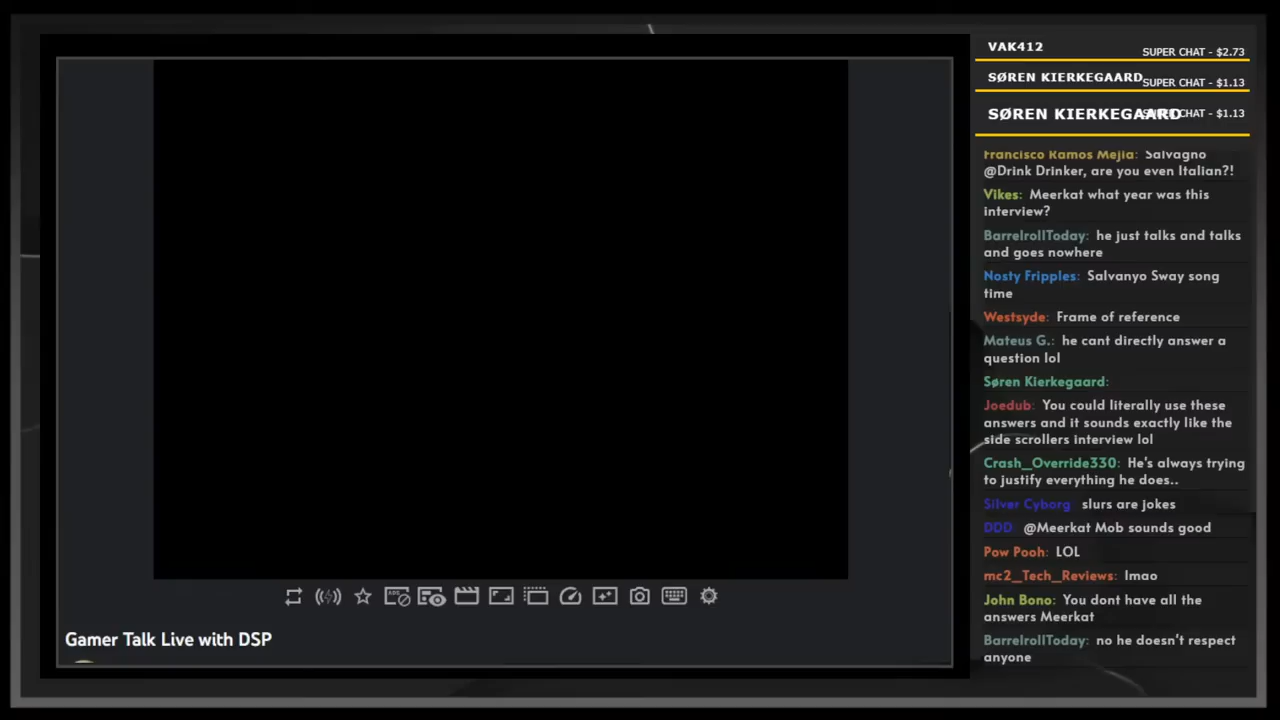 VAK412
SUPER CHAT - $2.73
SØREN KIERKEGAARD
SUPER CHAT - $1.13
SØREN KIERKEGAARD
CHAT - $1.13
Francisco Ramos Mejia: Salvagno
@Drink Drinker, are you even Italian?!
Vikes: Meerkat what year was this
interview?
BarrelrollToday: he just talks and talks
and goes nowhere
Nosty Fripples: Salvanyo Sway song
time
Westsyde: Frame of reference
Mateus G.: he cant directly answer a
question lol
Søren Kierkegaard:
Joedub: You could literally use these
answers and it sounds exactly like the
side scrollers interview lol
Crash_Override330: He's always trying
to justify everything he does..
Silver Cyborg: slurs are jokes
DDD: @Meerkat Mob sounds good
Pow Pooh: LOL
mc2_Tech_Reviews: lmao
John Bono: You dont have all the
answers Meerkat
BarrelrollToday: no he doesn't respect
anyone
Gamer Talk Live with DSP